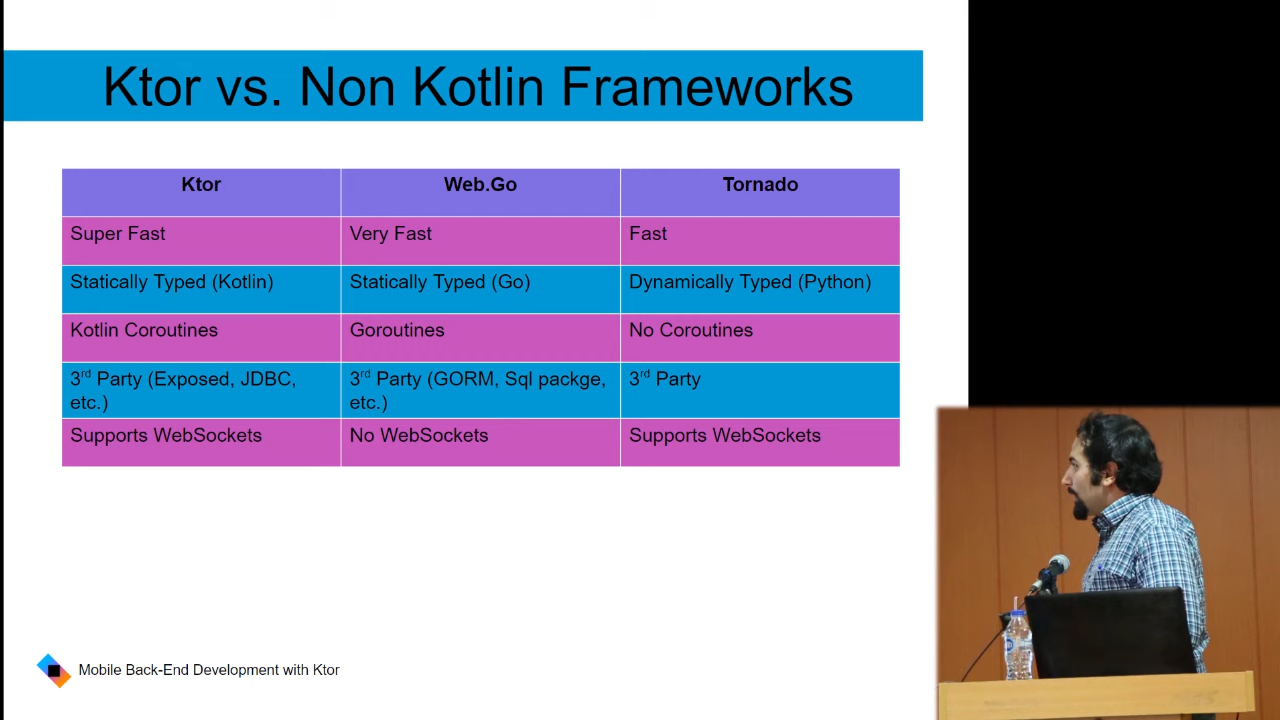 Ktor vs. Non Kotlin Frameworks
Ktor Web.Go Tornado
Super Fast Very Fast Fast
Statically Typed (Kotlin) Statically Typed (Go) Dynamically Typed (Python)
Kotlin Coroutines Goroutines No Coroutines
3rd Party (Exposed, JDBC, 3rd Party (GORM, Sql packge, 3rd Party
etc.) etc.)
Supports WebSockets No WebSockets Supports WebSockets
Mobile Back-End Development with Ktor